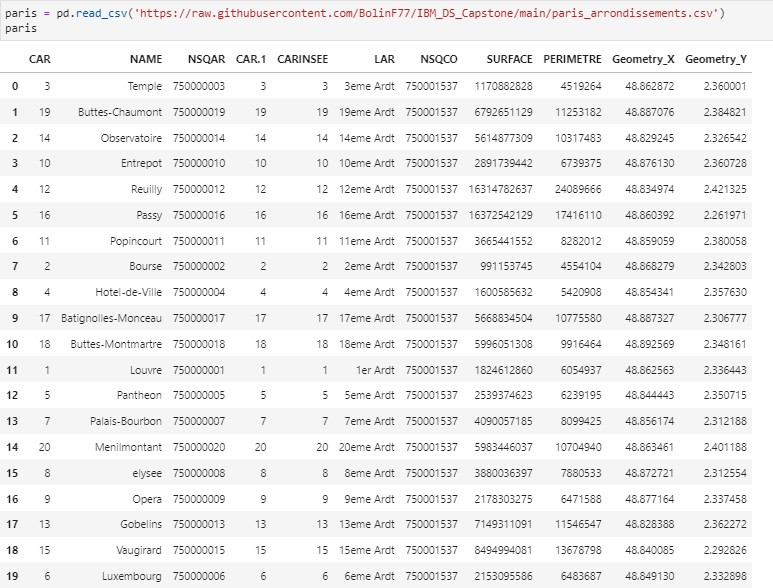 paris = pd.read_csv('https://raw.githubusercontent.com/BolinF77/IBM_DS_Capstone/main/paris_arrondissements.csv')
paris
CAR NAME NSQAR CAR.1 CARINSEE LAR NSQCO SURFACE PERIMETRE Geometry_X Geometry_Y
0 3 Temple 750000003 3 3 3eme Ardt 750001537 1170882828 4519264 48.862872 2.360001
1 19 Buttes-Chaumont 750000019 19 19 19eme Ardt 750001537 6792651129 11253182 48.887076 2.384821
2 14 Observatoire 750000014 14 14 14eme Ardt 750001537 5614877309 10317483 48.829245 2.326542
3 10 Entrepot 750000010 10 10 10eme Ardt 750001537 2891739442 6739375 48.876130 2.360728
4 12 Reuilly 750000012 12 12 12eme Ardt 750001537 16314782637 24089666 48.834974 2.421325
5 16 Passy 750000016 16 16 16eme Ardt 750001537 16372542129 17416110 48.860392 2.261971
6 11 Popincourt 750000011 11 11 11eme Ardt 750001537 3665441552 8282012 48.859059 2.380058
7 2 Bourse 750000002 2 2 2eme Ardt 750001537 991153745 4554104 48.868279 2.342803
8 4 Hotel-de-Ville 750000004 4 4 4eme Ardt 750001537 1600585632 5420908 48.854341 2.357630
9 17 Batignolles-Monceau 750000017 17 17 17eme Ardt 750001537 5668834504 10775580 48.887327 2.306777
10 18 Buttes-Montmartre 750000018 18 18 18eme Ardt 750001537 5996051308 9916464 48.892569 2.348161
11 1 Louvre 750000001 1 1 1er Ardt 750001537 1824612860 6054937 48.862563 2.336443
12 5 Pantheon 750000005 5 5 5eme Ardt 750001537 2539374623 6239195 48.844443 2.350715
13 7 Palais-Bourbon 750000007 7 7 7eme Ardt 750001537 4090057185 8099425 48.856174 2.312188
14 20 Menilmontant 750000020 20 20 20eme Ardt 750001537 5983446037 10704940 48.863461 2.401188
15 8 elysee 750000008 8 8 8eme Ardt 750001537 3880036397 7880533 48.872721 2.312554
16 9 Opera 750000009 9 9 9eme Ardt 750001537 2178303275 6471588 48.877164 2.337458
17 13 Gobelins 750000013 13 13 13eme Ardt 750001537 7149311091 11546547 48.828388 2.362272
18 15 Vaugirard 750000015 15 15 15eme Ardt 750001537 8494994081 13678798 48.840085 2.292826
19 6 Luxembourg 750000006 6 6 6eme Ardt 750001537 2153095586 6483687 48.849130 2.332898